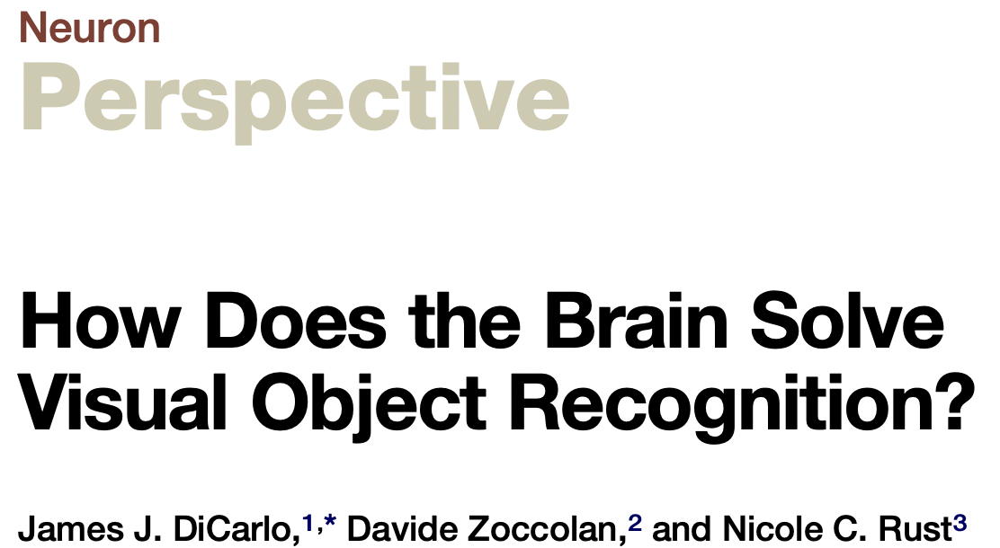 Neuron
Perspective
How Does the Brain Solve
Visual Object Recognition?
James J. DiCarlo,1,* Davide Zoccolan,2 and Nicole C. Rust3